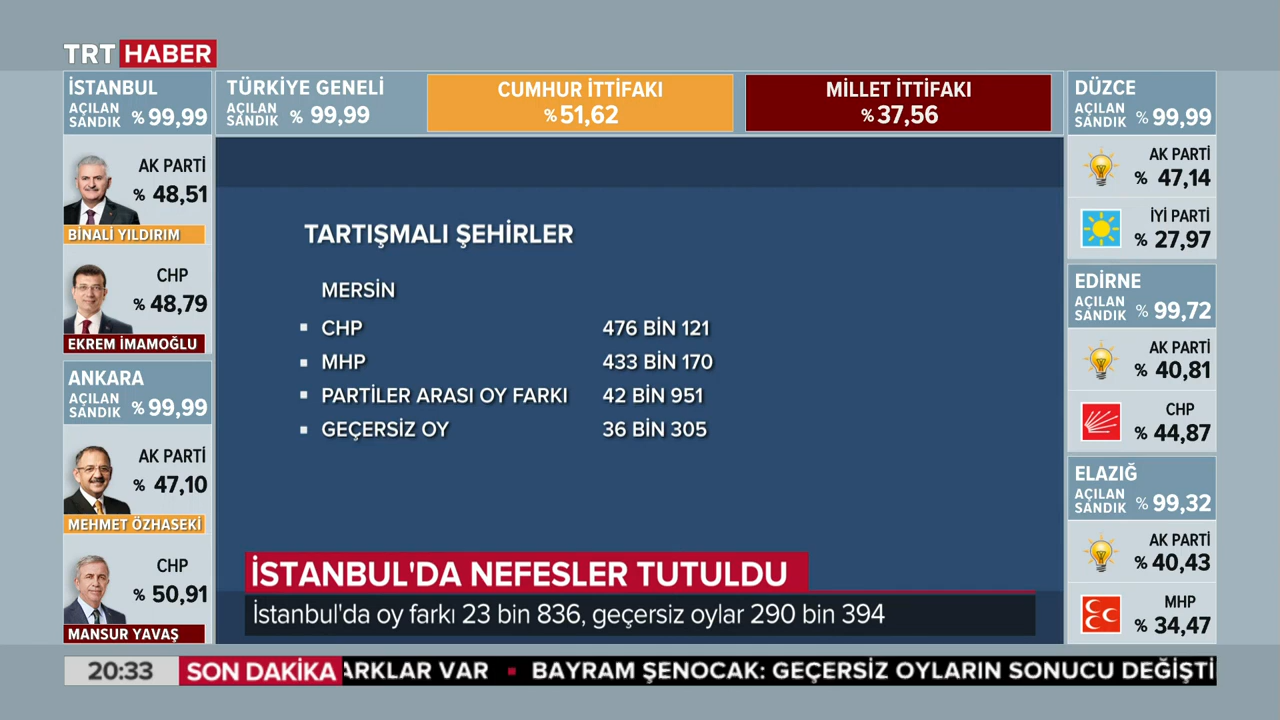 TRT HABER
İSTANBUL
AÇILAN SANDIK % 99,99
AK PARTİ
% 48,51
BİNALİ YILDIRIM
CHP
% 48,79
EKREM İMAMOĞLU
ANKARA
AÇILAN SANDIK % 99,99
AK PARTİ
% 47,10
MEHMET ÖZHASEKİ
CHP
% 50,91
MANSUR YAVAŞ
TÜRKİYE GENELİ
AÇILAN SANDIK % 99,99
CUMHUR İTTİFAKI
% 51,62
MİLLET İTTİFAKI
% 37,56
TARTIŞMALI ŞEHİRLER
MERSİN
CHP 476 BİN 121
MHP 433 BİN 170
PARTİLER ARASI OY FARKI 42 BİN 951
GEÇERSİZ OY 36 BİN 305
DÜZCE
AÇILAN SANDIK % 99,99
AK PARTİ
% 47,14
İYİ PARTİ
% 27,97
EDİRNE
AÇILAN SANDIK % 99,72
AK PARTİ
% 40,81
CHP
% 44,87
ELAZIĞ
AÇILAN SANDIK % 99,32
AK PARTİ
% 40,43
MHP
% 34,47
İSTANBUL'DA NEFESLER TUTULDU
İstanbul'da oy farkı 23 bin 836, geçersiz oylar 290 bin 394
20:33 SON DAKİKA ARKLAR VAR ▪ BAYRAM ŞENOCAK: GEÇERSİZ OYLARIN SONUCU DEĞİŞTİ